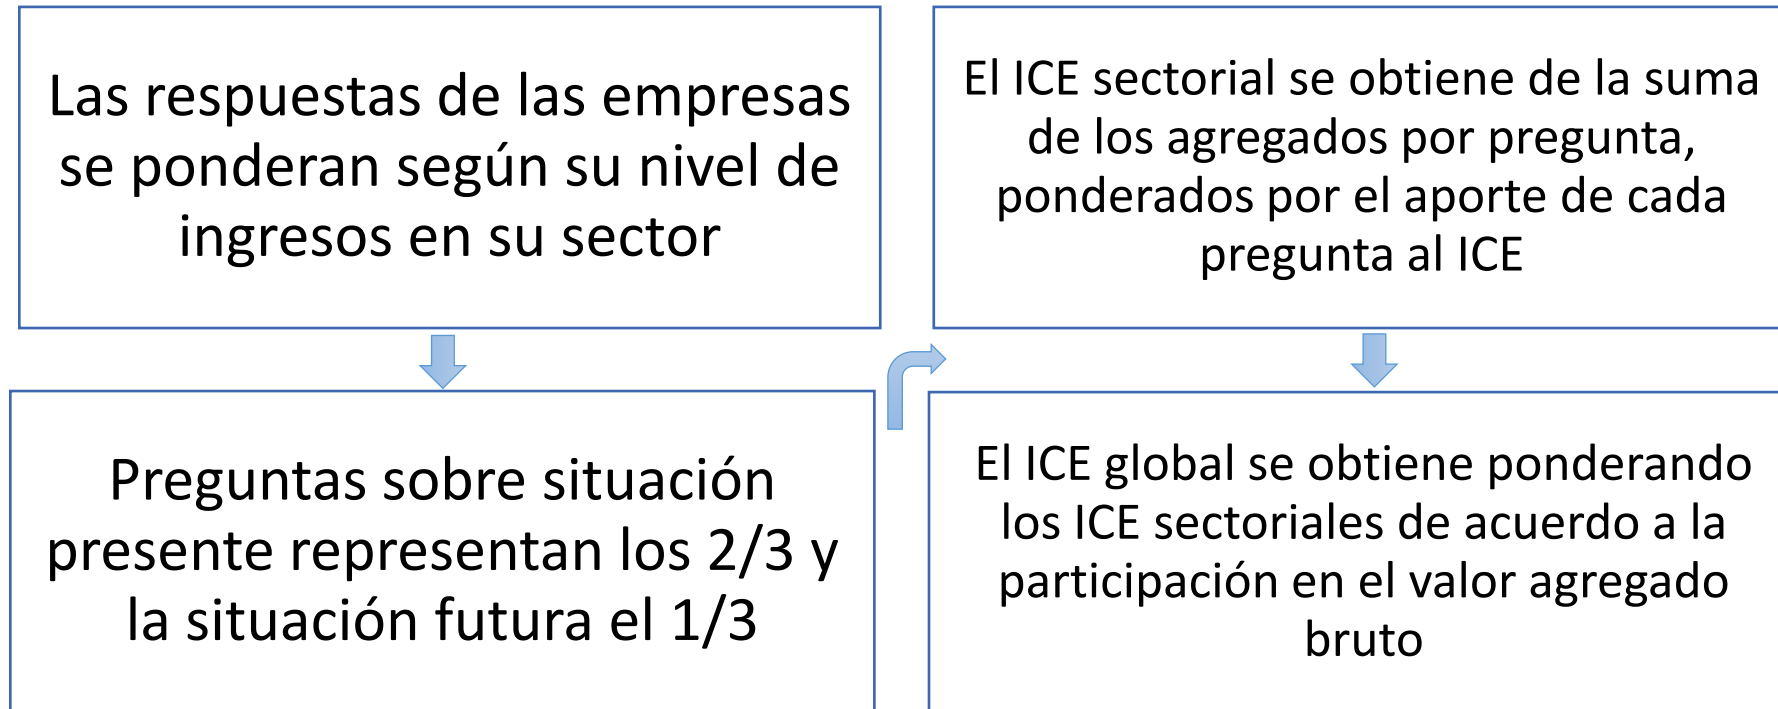 Las respuestas de las empresas
se ponderan según su nivel de
ingresos en su sector
Preguntas sobre situación
presente representan los 2/3 y
la situación futura el 1/3
El ICE sectorial se obtiene de la suma
de los agregados por pregunta,
ponderados por el aporte de cada
pregunta al ICE
El ICE global se obtiene ponderando
los ICE sectoriales de acuerdo a la
participación en el valor agregado
bruto